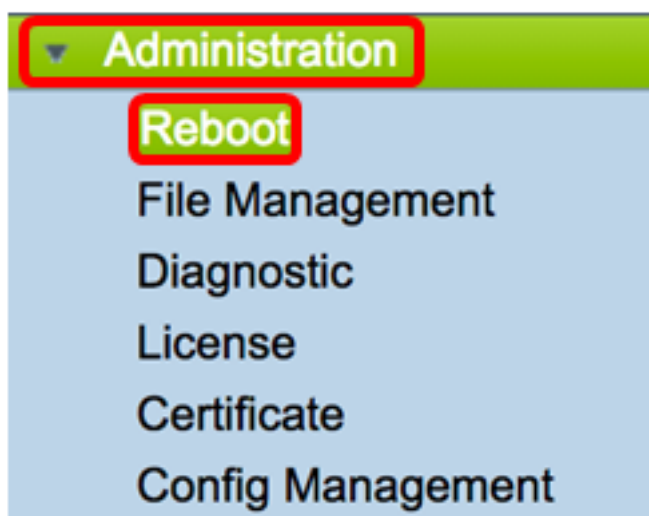 Administration
Reboot
File Management
Diagnostic
License
Certificate
Config Management